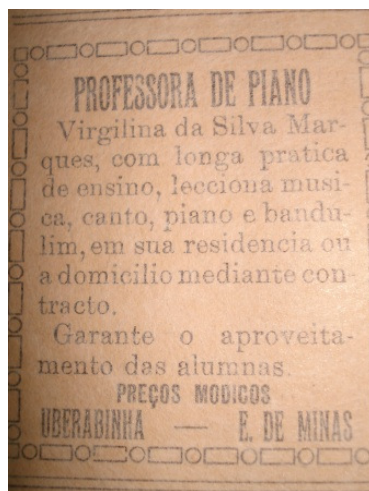 PROFESSORA DE PIANO
Virgilina da Silva Mar-
ques, com longa pratica
de ensino, lecciona musi-
ca, canto, piano e bandu-
lim, em sua residencia ou
a domicilio mediante con-
tracto.
Garante o aproveita-
mento das alumnas.
PREÇOS MODICOS
UBERABINHA — E. DE MINAS